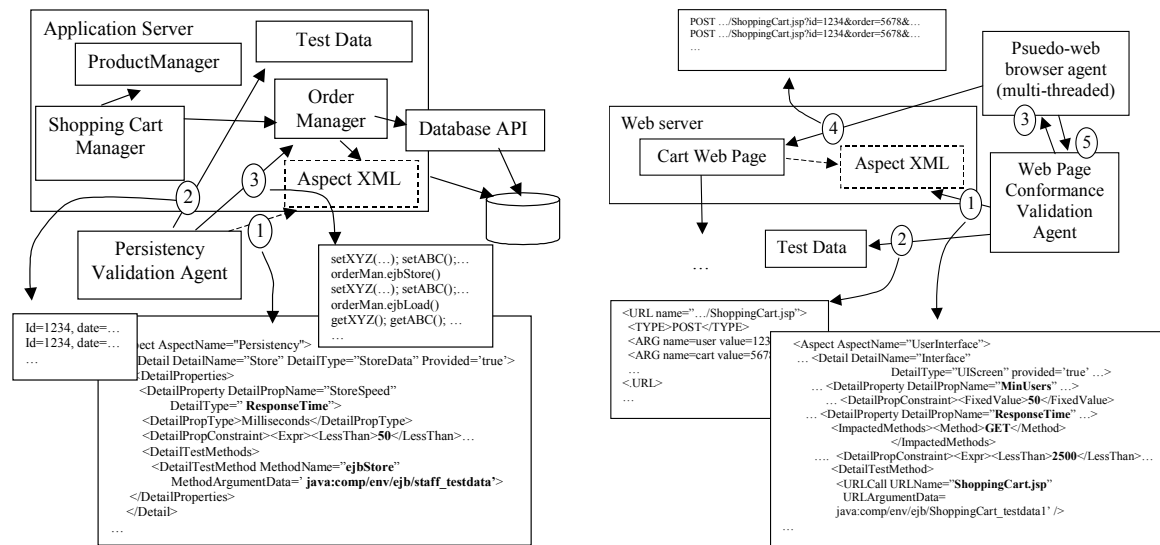 Application Server
Test Data
ProductManager
Order
Manager
Shopping Cart
Manager
Database API
Aspect XML
2
3
1
Persistency
Validation Agent
setXYZ(…); setABC();…
orderMan.ejbStore()
setXYZ(…); setABC();…
orderMan.ejbLoad()
getXYZ(); getABC(); …
…
Id=1234, date=…
Id=1234, date=…
…
pect AspectName="Persistency">
Detail DetailName=”Store” DetailType=”StoreData” Provided=’true’>
<DetailProperties>
<DetailProperty DetailPropName=”StoreSpeed”
DetailType=” ResponseTime”>
<DetailPropType>Milliseconds</DetailPropType>
<DetailPropConstraint><Expr><LessThan>50</LessThan>…
<DetailTestMethods>
<DetailTestMethod MethodName=”ejbStore”
MethodArgumentData=’ java:comp/env/ejb/staff_testdata’>
</DetailProperties>
</Detail>
…
POST …/ShoppingCart.jsp?id=1234&order=5678&…
POST …/ShoppingCart.jsp?id=1234&order=5678&…
…
Psuedo-web
browser agent
(multi-threaded)
Web server
4
3
5
Cart Web Page
Aspect XML
Web Page
Conformance
Validation
Agent
1
Test Data
2
…
<URL name=”…/ShoppingCart.jsp”>
<TYPE>POST</TYPE>
<ARG name=user value=123
<ARG name=cart value=5678
…
<.URL>
…
<Aspect AspectName=”UserInterface”>
… <Detail DetailName=”Interface”
DetailType=”UIScreen” provided=’true’ …>
… <DetailProperty DetailPropName=”MinUsers” …>
… <DetailPropConstraint><FixedValue>50</FixedValue>
… <DetailProperty DetailPropName=”ResponseTime” …>
<ImpactedMethods><Method>GET</Method>
</ImpactedMethods>
…. <DetailPropConstraint><Expr><LessThan>2500</LessThan>…
<DetailTestMethod>
<URLCall URLName=”ShoppingCart.jsp”
URLArgumentData=
java:comp/env/ejb/ShoppingCart_testdata1’ />
…